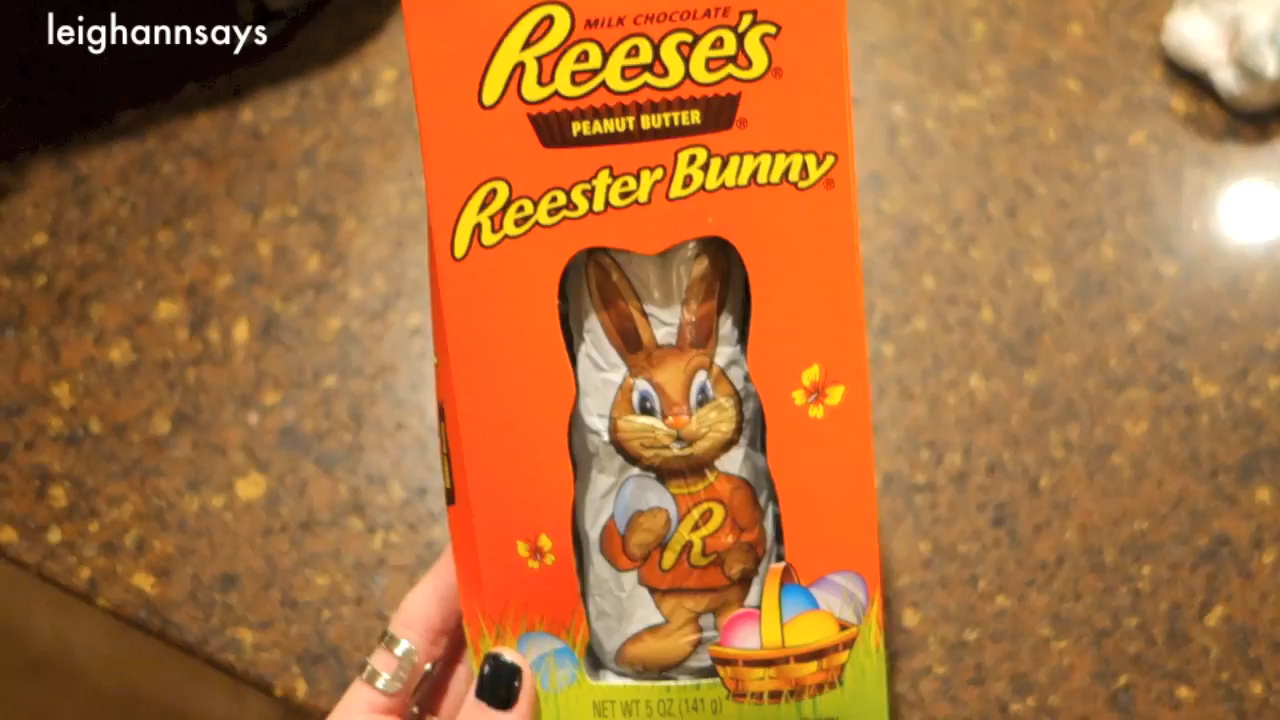 leighannsays
MILK CHOCOLATE
Reese's®
PEANUT BUTTER®
Reester Bunny®
R
NET WT 5 OZ (141 g)